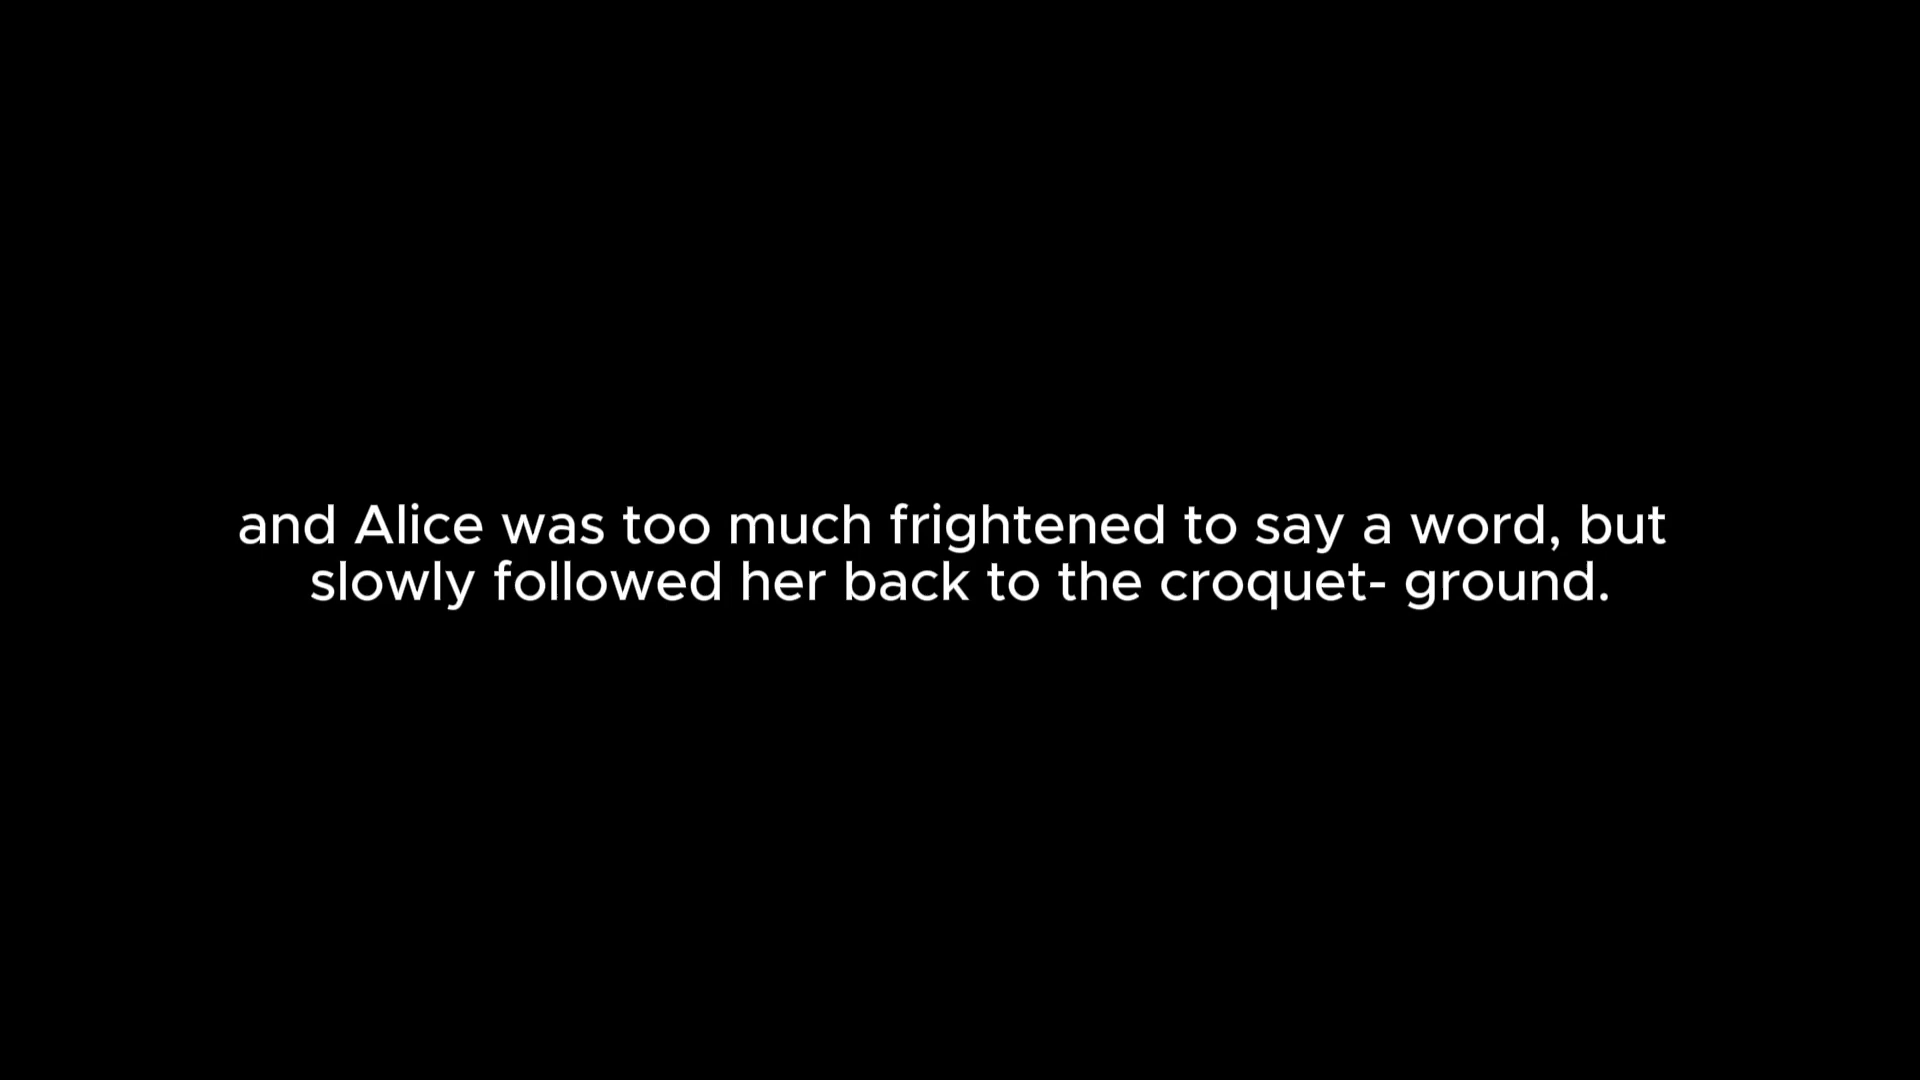 and Alice was too much frightened to say a word, but
slowly followed her back to the croquet- ground.